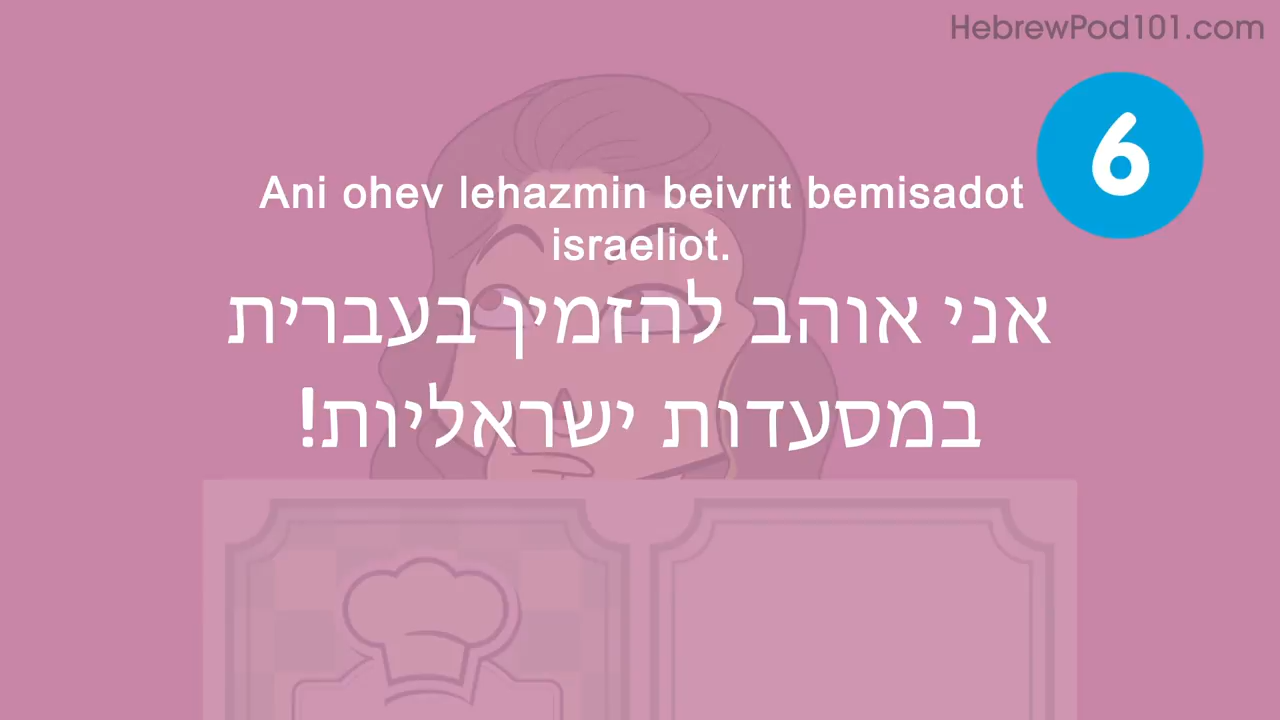 HebrewPod101.com
6
Ani ohev lehazmin beivrit bemisadot
israeliot.
אני אוהב להזמין בעברית
במסעדות ישראליות!